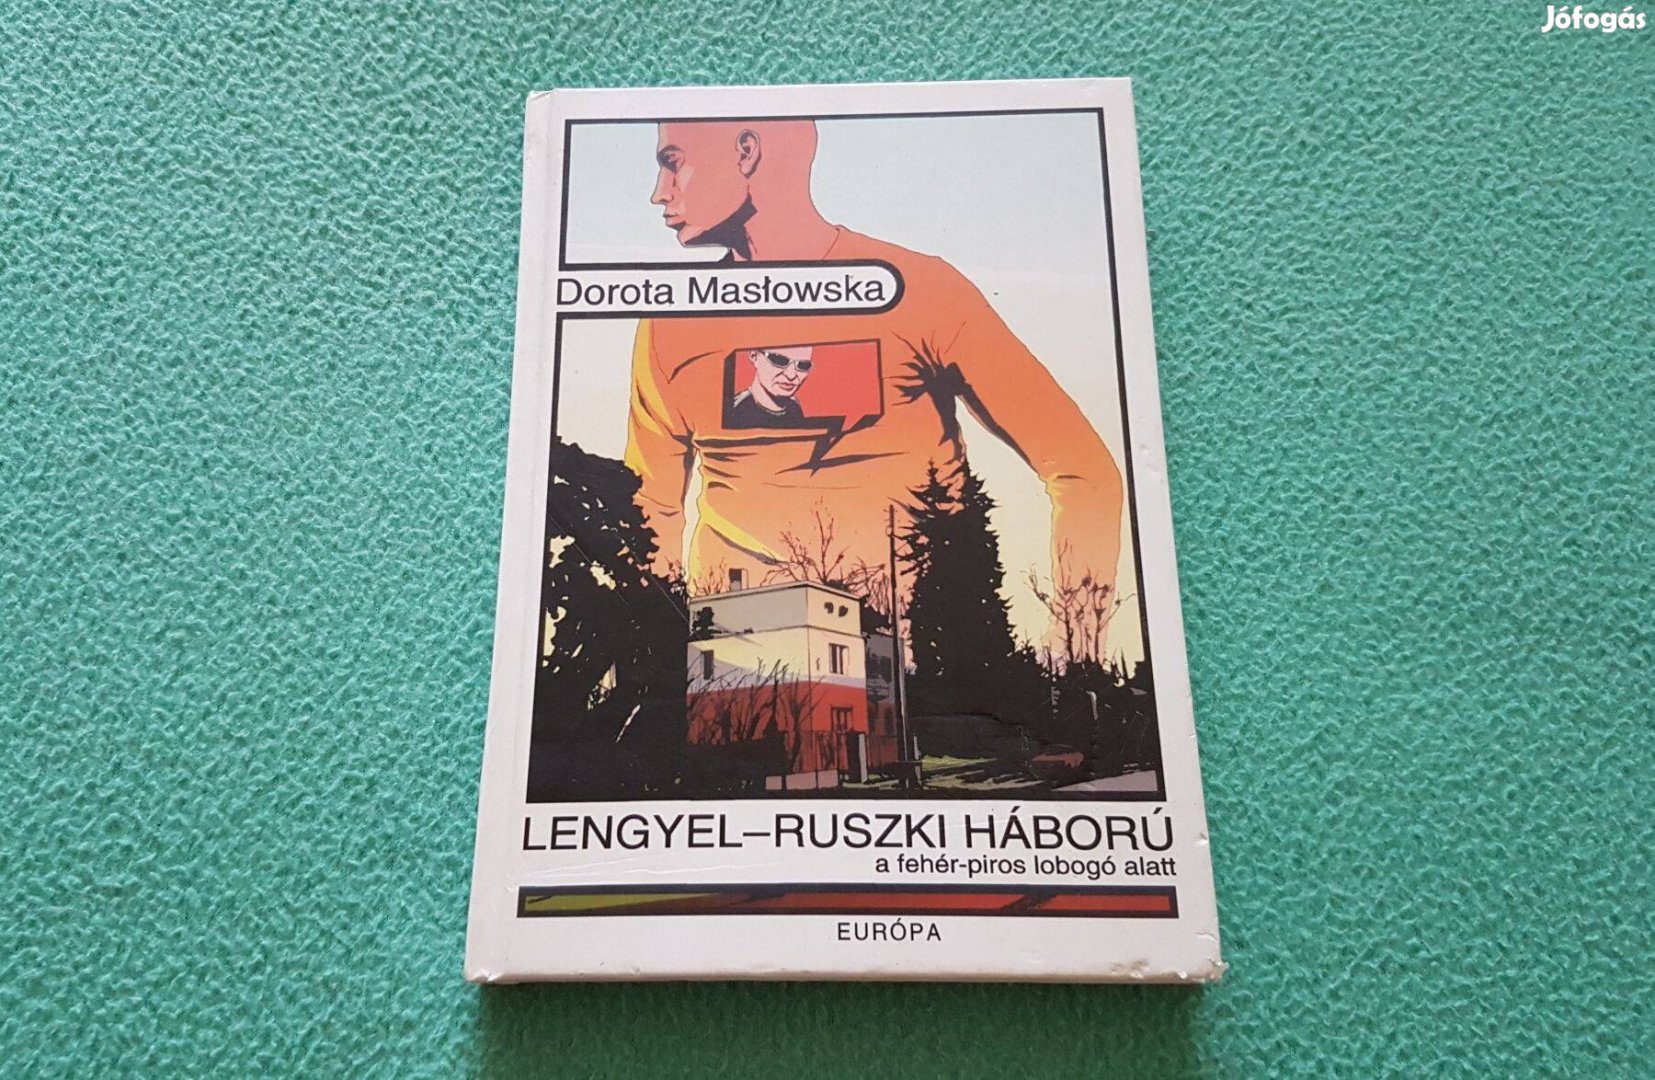 Jófogás
Dorota Masłowska
LENGYEL–RUSZKI HÁBORÚ
a fehér-piros lobogó alatt
EURÓPA